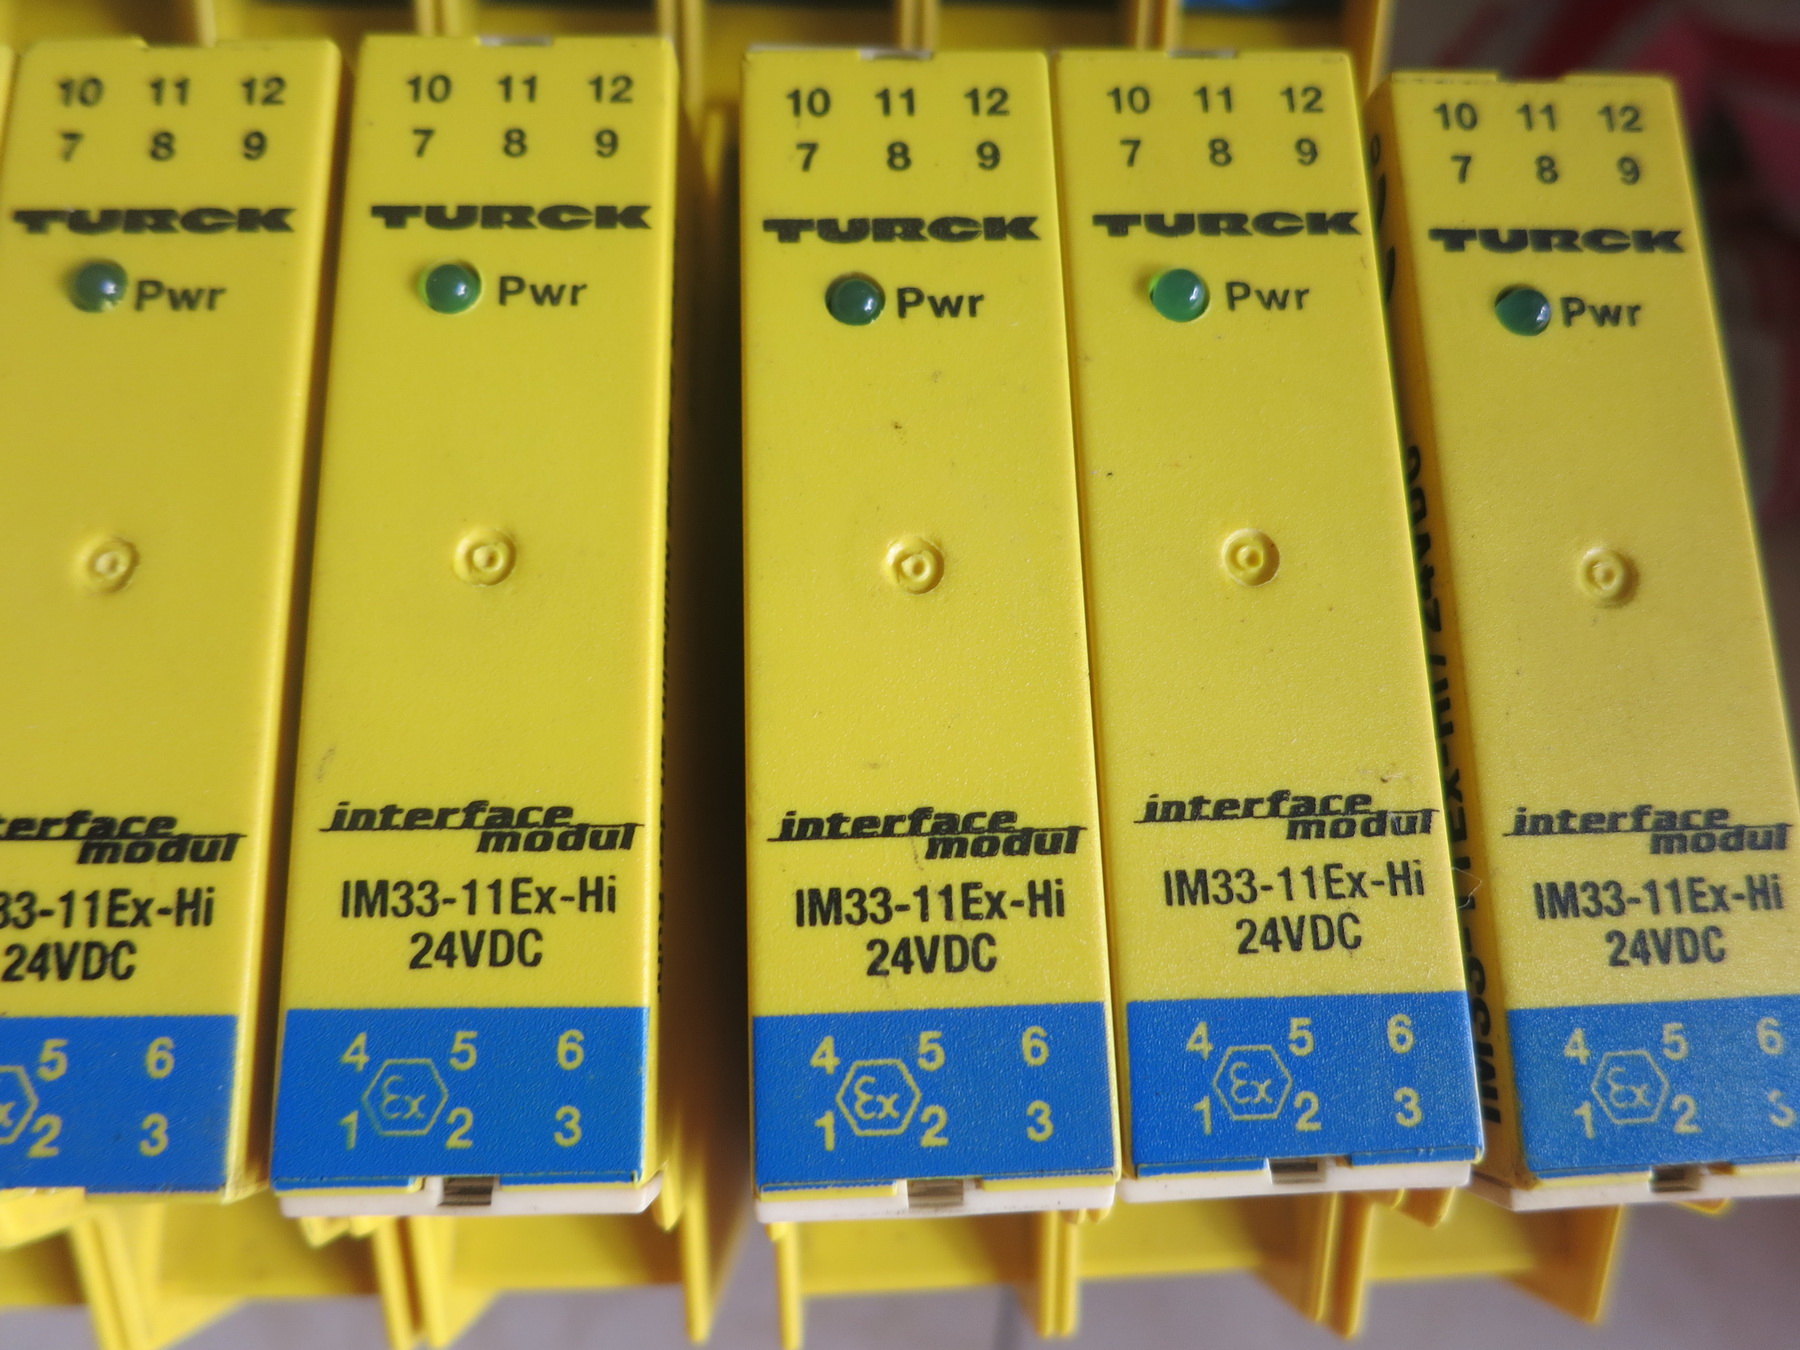 10 11 12
7 8 9
TURCK
Pwr
interface
modul
33-11Ex-Hi
24VDC
5 6
2 3
10 11 12
7 8 9
TURCK
Pwr
interface
modul
IM33-11Ex-Hi
24VDC
4 Ex 5 6
1 2 3
10 11 12
7 8 9
TURCK
Pwr
interface
modul
IM33-11Ex-Hi
24VDC
4 Ex 5 6
1 2 3
10 11 12
7 8 9
TURCK
Pwr
interface
modul
IM33-11Ex-Hi
24VDC
4 Ex 5 6
1 2 3
10 11 12
7 8 9
TURCK
Pwr
interface
modul
IM33-11Ex-Hi
24VDC
4 Ex 5 6
1 2 3